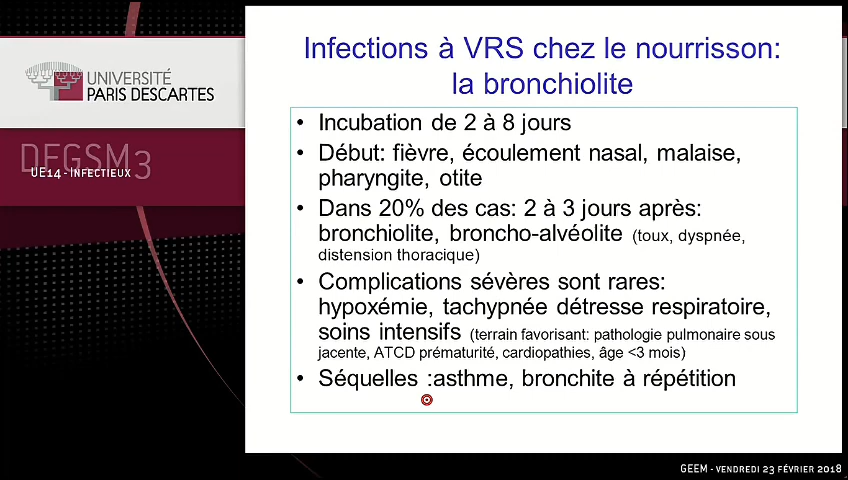 UNIVERSITÉ
PARIS DESCARTES
DFGSM3
UE14 - INFECTIEUX
Infections à VRS chez le nourrisson:
la bronchiolite
• Incubation de 2 à 8 jours
• Début: fièvre, écoulement nasal, malaise,
pharyngite, otite
• Dans 20% des cas: 2 à 3 jours après:
bronchiolite, broncho-alvéolite (toux, dyspnée,
distension thoracique)
• Complications sévères sont rares:
hypoxémie, tachypnée détresse respiratoire,
soins intensifs (terrain favorisant: pathologie pulmonaire sous
jacente, ATCD prématurité, cardiopathies, âge <3 mois)
• Séquelles :asthme, bronchite à répétition
GEEM - VENDREDI 23 FÉVRIER 2018